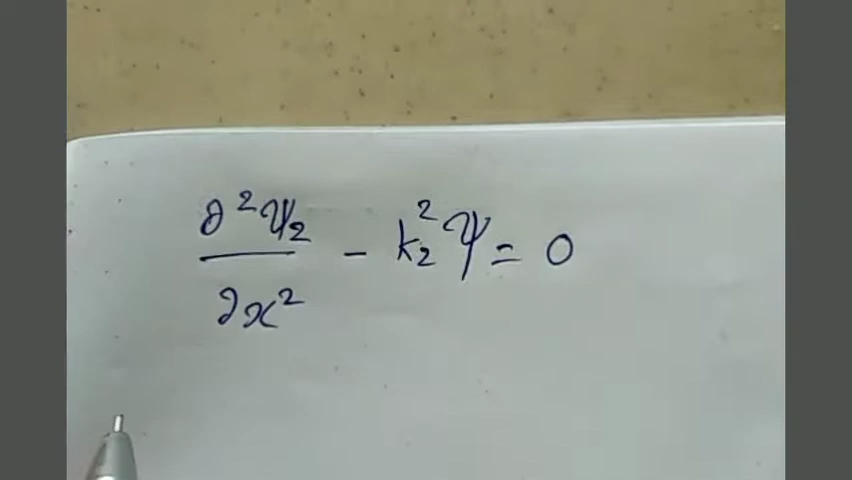 ∂²ψ₂/∂x² - k₂²ψ = 0